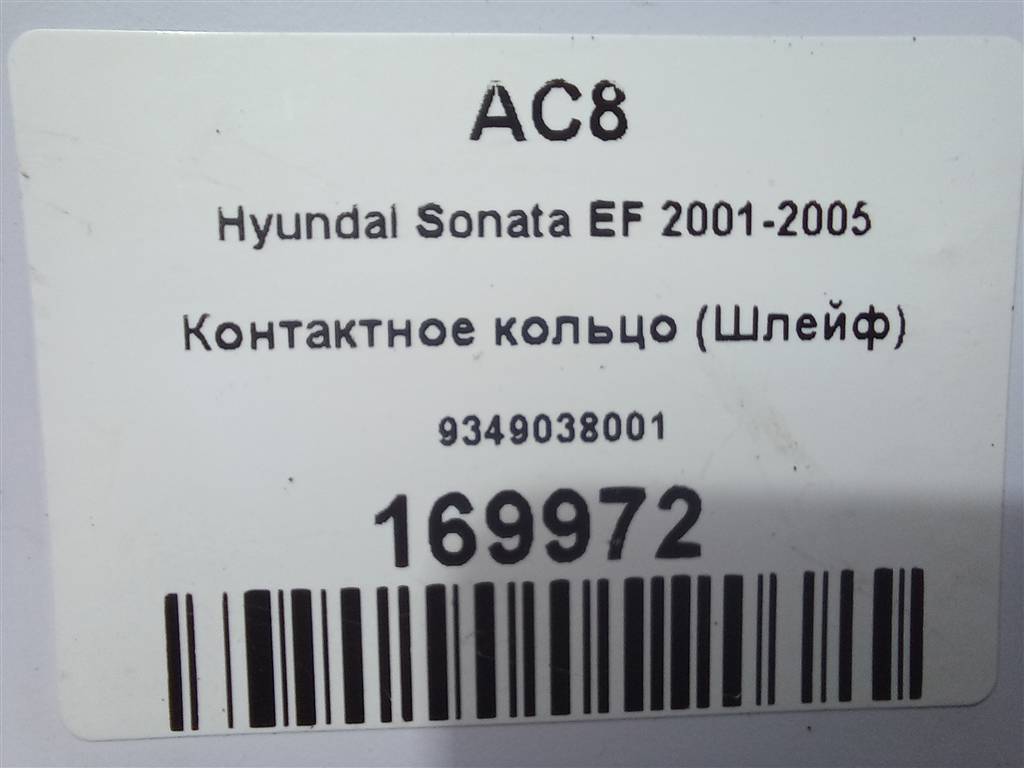 AC8
Hyundai Sonata EF 2001-2005
Контактное кольцо (Шлейф)
9349038001
169972